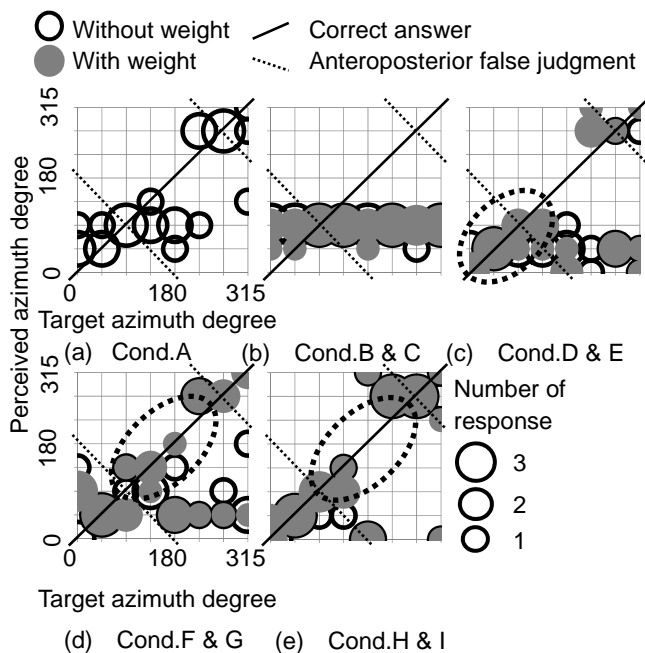 Without weight
Correct answer
With weight
Anteroposterior false judgment
Perceived azimuth degree
315
180
0
0
180
315
Target azimuth degree
(a) Cond.A
(b) Cond.B & C
(c) Cond.D & E
315
180
0
0
180
315
Target azimuth degree
(d) Cond.F & G
(e) Cond.H & I
Number of
response
3
2
1